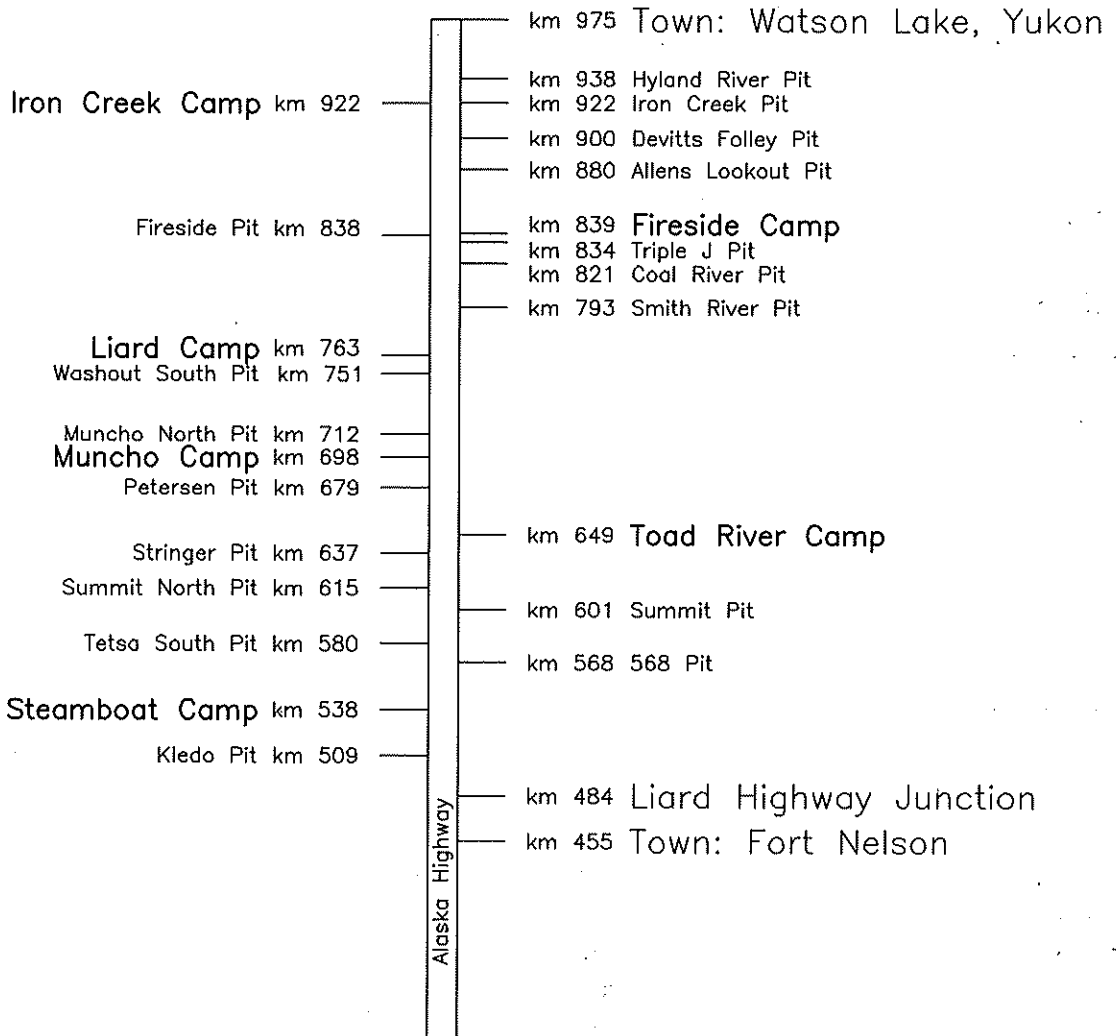 km 975 Town: Watson Lake, Yukon
km 938 Hyland River Pit
Iron Creek Camp km 922
km 922 Iron Creek Pit
km 900 Devitts Folley Pit
km 880 Allens Lookout Pit
Fireside Pit km 838
km 839 Fireside Camp
km 834 Triple J Pit
km 821 Coal River Pit
km 793 Smith River Pit
Liard Camp km 763
Washout South Pit km 751
Muncho North Pit km 712
Muncho Camp km 698
Petersen Pit km 679
km 649 Toad River Camp
Stringer Pit km 637
Summit North Pit km 615
km 601 Summit Pit
Tetsa South Pit km 580
km 568 568 Pit
Steamboat Camp km 538
Kledo Pit km 509
km 484 Liard Highway Junction
km 455 Town: Fort Nelson
Alaska Highway